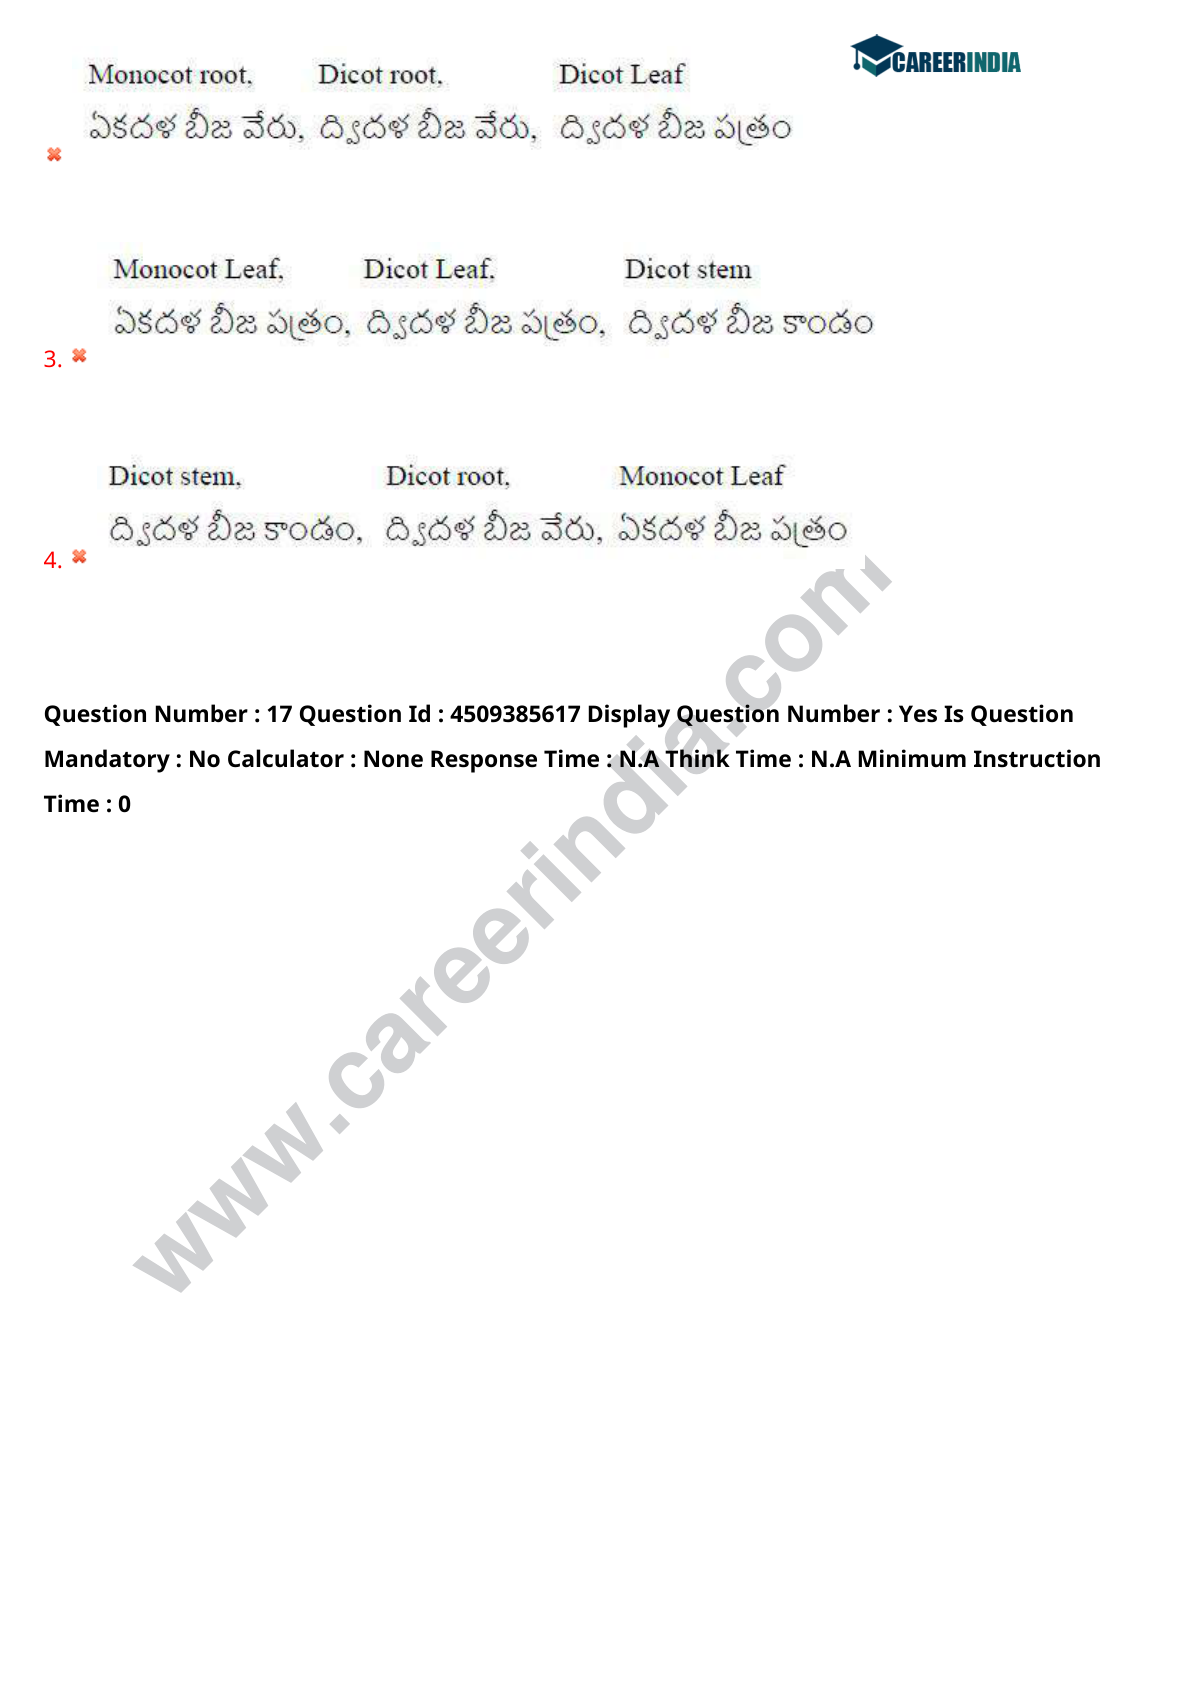 CAREERINDIA
Monocot root, Dicot root, Dicot Leaf
ఏకదళ బీజ వేరు, ద్విదళ బీజ వేరు, ద్విదళ బీజ పత్రం
Monocot Leaf, Dicot Leaf, Dicot stem
ఏకదళ బీజ పత్రం, ద్విదళ బీజ పత్రం, ద్విదళ బీజ కాండం
3.
Dicot stem, Dicot root, Monocot Leaf
ద్విదళ బీజ కాండం, ద్విదళ బీజ వేరు, ఏకదళ బీజ పత్రం
4.
Question Number : 17 Question Id : 4509385617 Display Question Number : Yes Is Question
Mandatory : No Calculator : None Response Time : N.A Think Time : N.A Minimum Instruction
Time : 0
www.careerindia.com